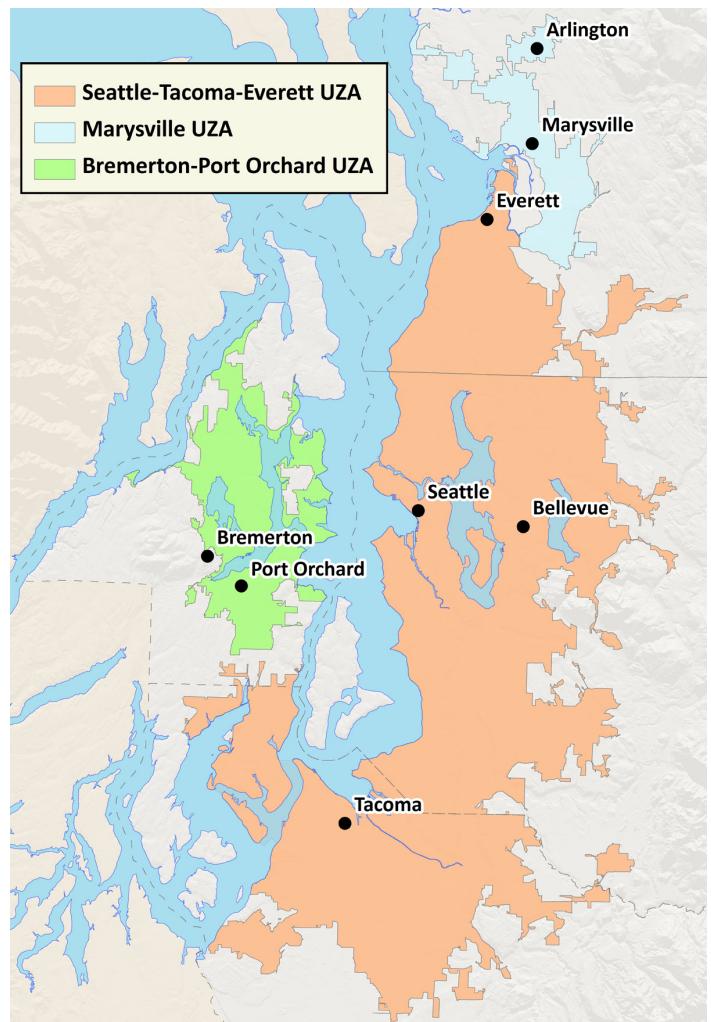 Arlington
Seattle-Tacoma-Everett UZA
Marysville UZA
Bremerton-Port Orchard UZA
Marysville
Everett
Seattle
Bellevue
Bremerton
Port Orchard
Tacoma